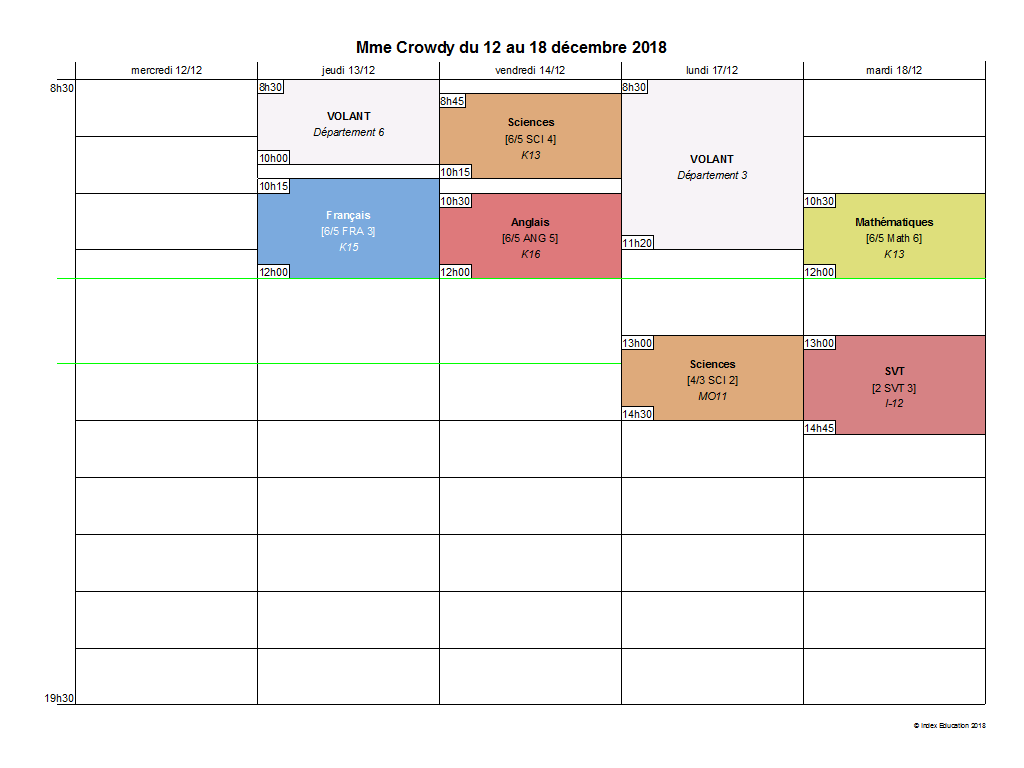 Mme Crowdy du 12 au 18 décembre 2018
mercredi 12/12
jeudi 13/12
vendredi 14/12
lundi 17/12
mardi 18/12
8h30
8h30
VOLANT
Département 6
10h00
10h15
Français
[6/5 FRA 3]
K15
12h00
8h45
Sciences
[6/5 SCI 4]
K13
10h15
10h30
Anglais
[6/5 ANG 5]
K16
12h00
8h30
VOLANT
Département 3
11h20
13h00
Sciences
[4/3 SCI 2]
MO11
14h30
10h30
Mathématiques
[6/5 Math 6]
K13
12h00
13h00
SVT
[2 SVT 3]
I-12
14h45
19h30
© Index Education 2018